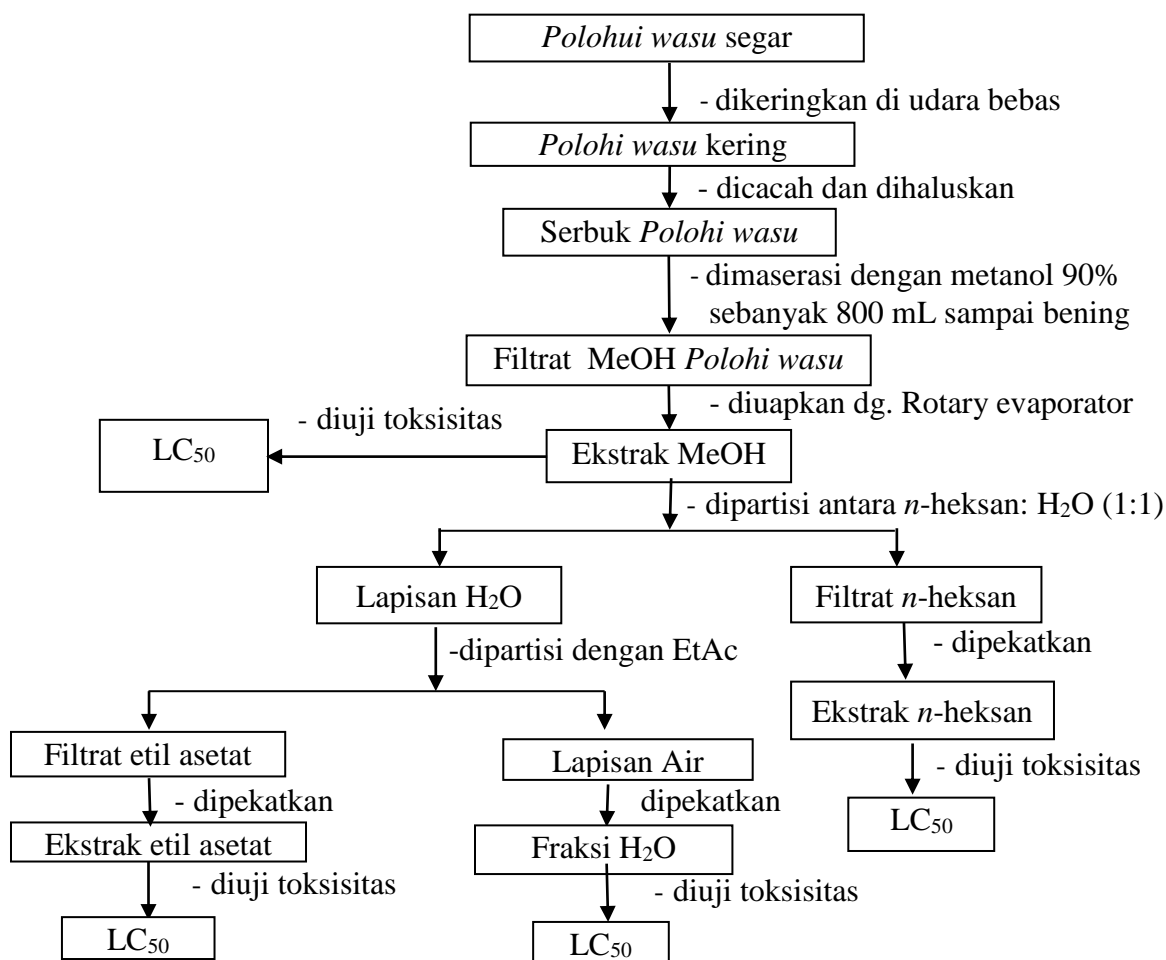 Polohui wasu segar
- dikeringkan di udara bebas
Polohi wasu kering
- dicacah dan dihaluskan
Serbuk Polohi wasu
- dimaserasi dengan metanol 90%
sebanyak 800 mL sampai bening
Filtrat MeOH Polohi wasu
- diuapkan dg. Rotary evaporator
- diuji toksisitas
LC50
Ekstrak MeOH
- dipartisi antara n-heksan: H2O (1:1)
Lapisan H2O
Filtrat n-heksan
-dipartisi dengan EtAc
- dipekatkan
Ekstrak n-heksan
Filtrat etil asetat
Lapisan Air
- diuji toksisitas
- dipekatkan
dipekatkan
LC50
Ekstrak etil asetat
Fraksi H2O
- diuji toksisitas
- diuji toksisitas
LC50
LC50